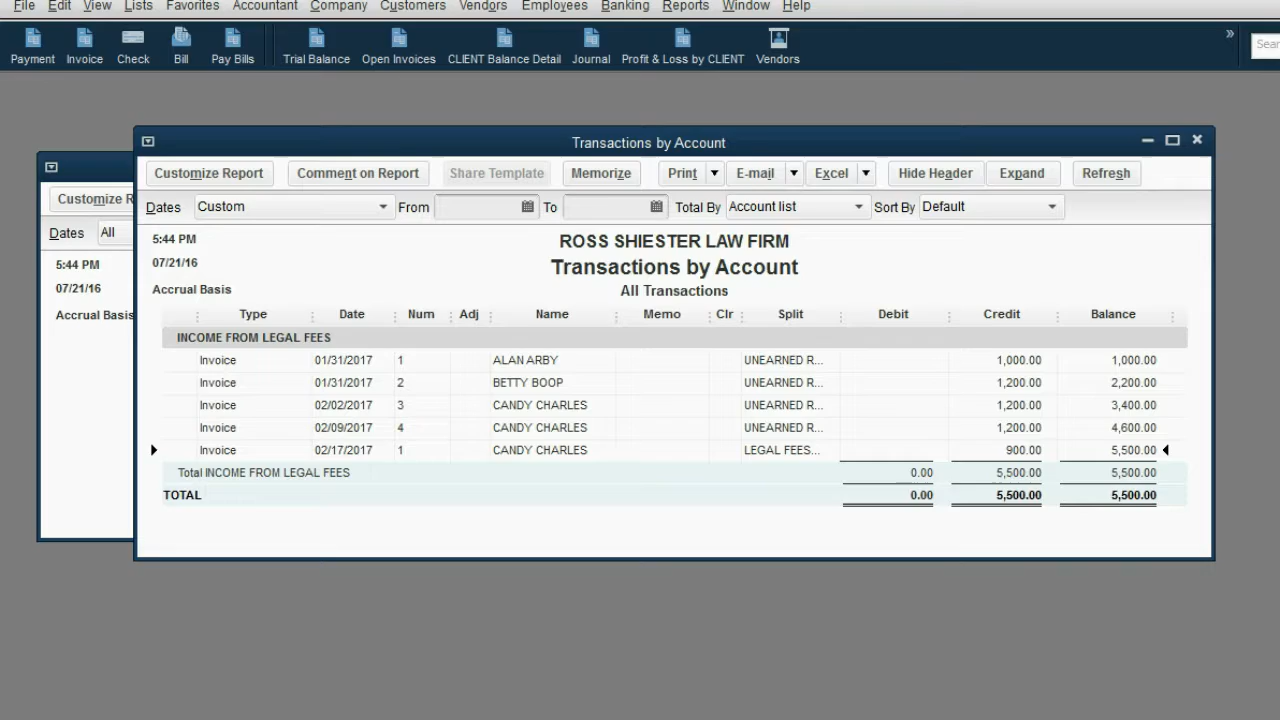 File Edit View Lists Favorites Accountant Company Customers Vendors Employees Banking Reports Window Help
Payment Invoice Check Bill Pay Bills Trial Balance Open Invoices CLIENT Balance Detail Journal Profit & Loss by CLIENT Vendors » Sear
Transactions by Account
Customize R
Dates All
5:44 PM
07/21/16
Accrual Basis
Customize Report Comment on Report Share Template Memorize Print E-mail Excel Hide Header Expand Refresh
Dates Custom From To Total By Account list Sort By Default
5:44 PM ROSS SHIESTER LAW FIRM
07/21/16 Transactions by Account
Accrual Basis All Transactions
Type Date Num Adj Name Memo Clr Split Debit Credit Balance
INCOME FROM LEGAL FEES
Invoice 01/31/2017 1 ALAN ARBY UNEARNED R... 1,000.00 1,000.00
Invoice 01/31/2017 2 BETTY BOOP UNEARNED R... 1,200.00 2,200.00
Invoice 02/02/2017 3 CANDY CHARLES UNEARNED R... 1,200.00 3,400.00
Invoice 02/09/2017 4 CANDY CHARLES UNEARNED R... 1,200.00 4,600.00
Invoice 02/17/2017 1 CANDY CHARLES LEGAL FEES... 900.00 5,500.00
Total INCOME FROM LEGAL FEES 0.00 5,500.00 5,500.00
TOTAL 0.00 5,500.00 5,500.00